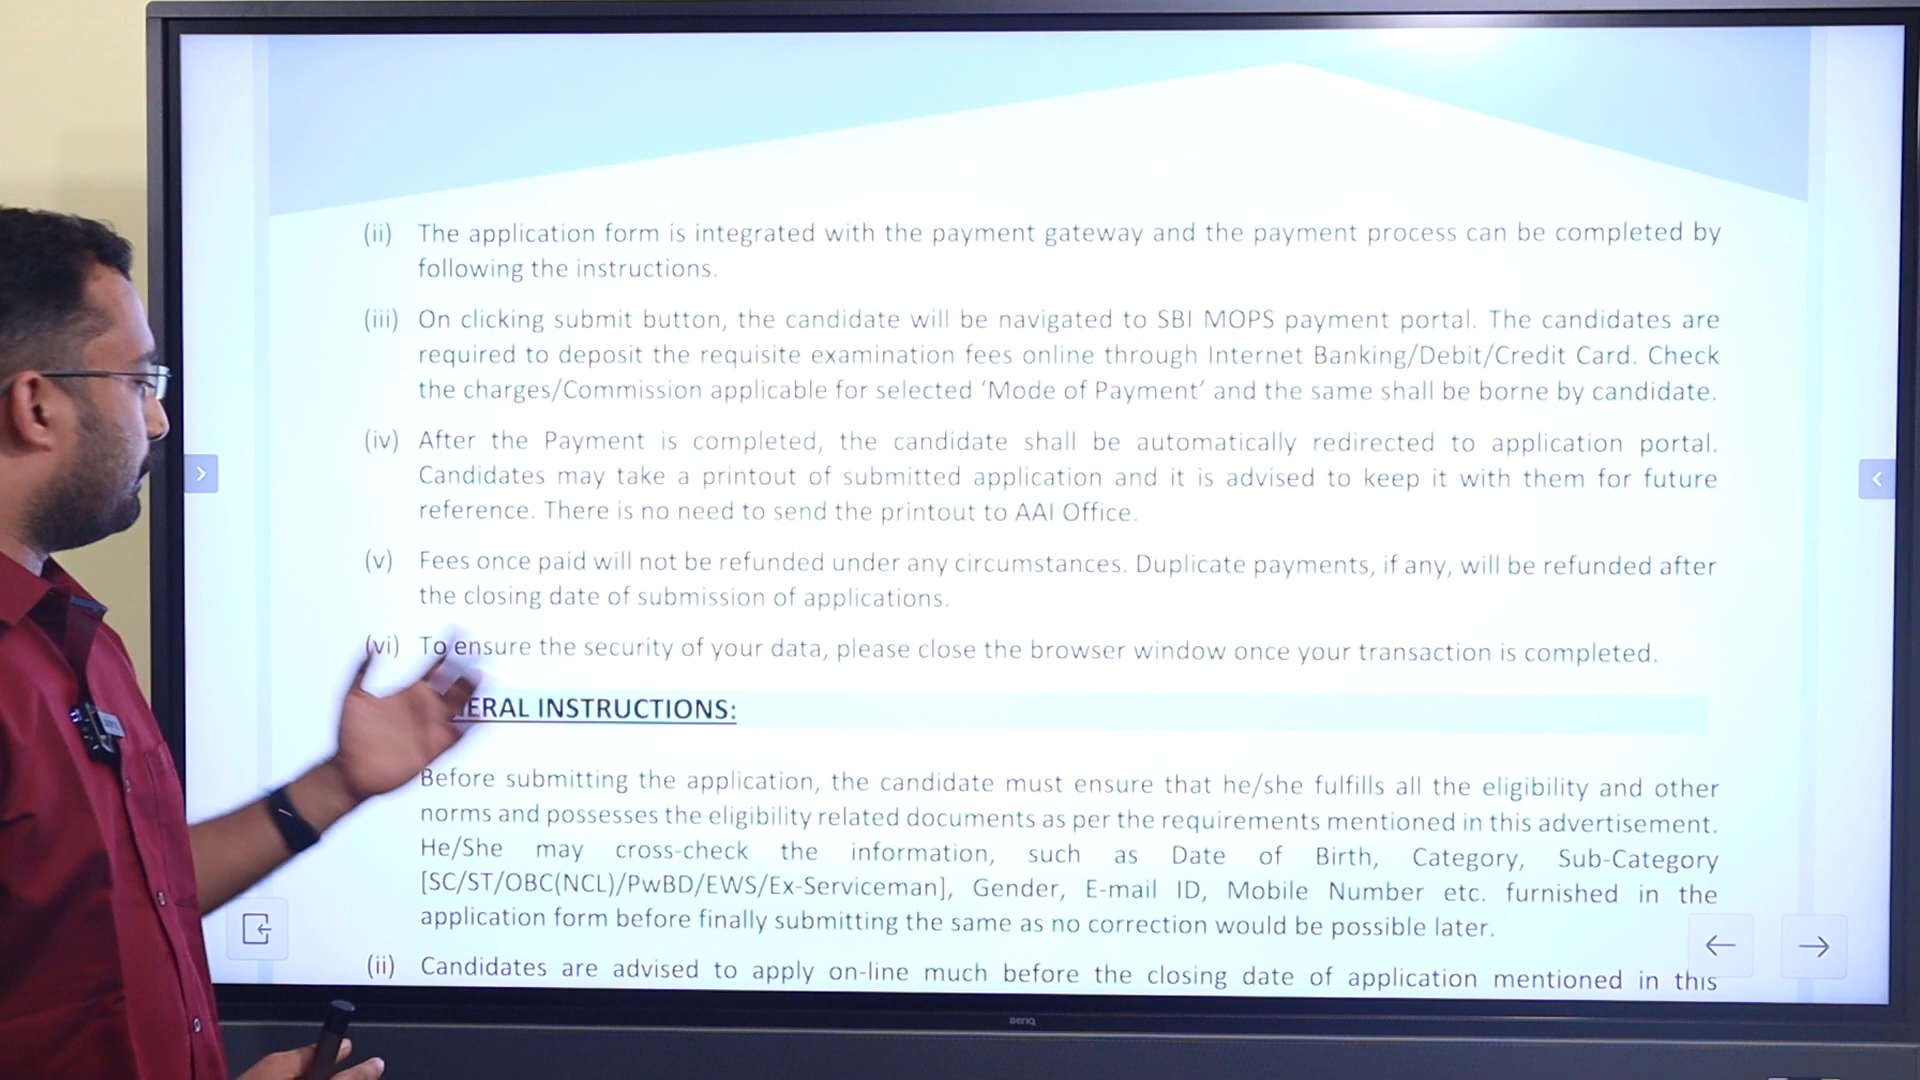 (ii) The application form is integrated with the payment gateway and the payment process can be completed by
following the instructions.
(iii) On clicking submit button, the candidate will be navigated to SBI MOPS payment portal. The candidates are
required to deposit the requisite examination fees online through Internet Banking/Debit/Credit Card. Check
the charges/Commission applicable for selected ‘Mode of Payment’ and the same shall be borne by candidate.
(iv) After the Payment is completed, the candidate shall be automatically redirected to application portal.
Candidates may take a printout of submitted application and it is advised to keep it with them for future
reference. There is no need to send the printout to AAI Office.
(v) Fees once paid will not be refunded under any circumstances. Duplicate payments, if any, will be refunded after
the closing date of submission of applications.
(vi) To ensure the security of your data, please close the browser window once your transaction is completed.
ERAL INSTRUCTIONS:
Before submitting the application, the candidate must ensure that he/she fulfills all the eligibility and other
norms and possesses the eligibility related documents as per the requirements mentioned in this advertisement.
He/She may cross-check the information, such as Date of Birth, Category, Sub-Category
[SC/ST/OBC(NCL)/PwBD/EWS/Ex-Serviceman], Gender, E-mail ID, Mobile Number etc. furnished in the
application form before finally submitting the same as no correction would be possible later.
(ii) Candidates are advised to apply on-line much before the closing date of application mentioned in this
BenQ